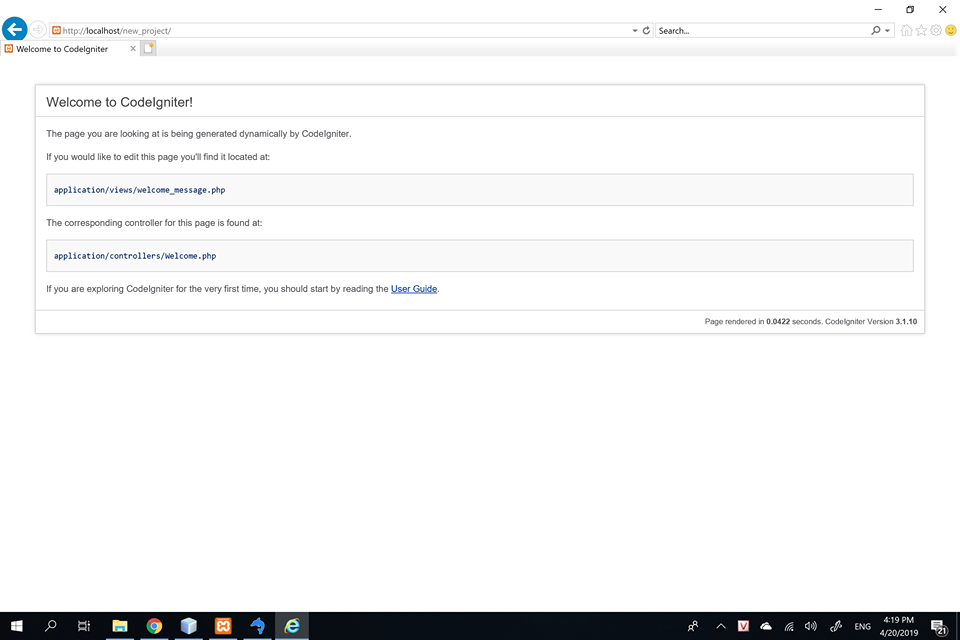 http://localhost/new_project/
Search...
Welcome to CodeIgniter
Welcome to CodeIgniter!
The page you are looking at is being generated dynamically by CodeIgniter.
If you would like to edit this page you'll find it located at:
application/views/welcome_message.php
The corresponding controller for this page is found at:
application/controllers/Welcome.php
If you are exploring CodeIgniter for the very first time, you should start by reading the User Guide.
Page rendered in 0.0422 seconds. CodeIgniter Version 3.1.10
V
ENG
4:19 PM
4/20/2019
21